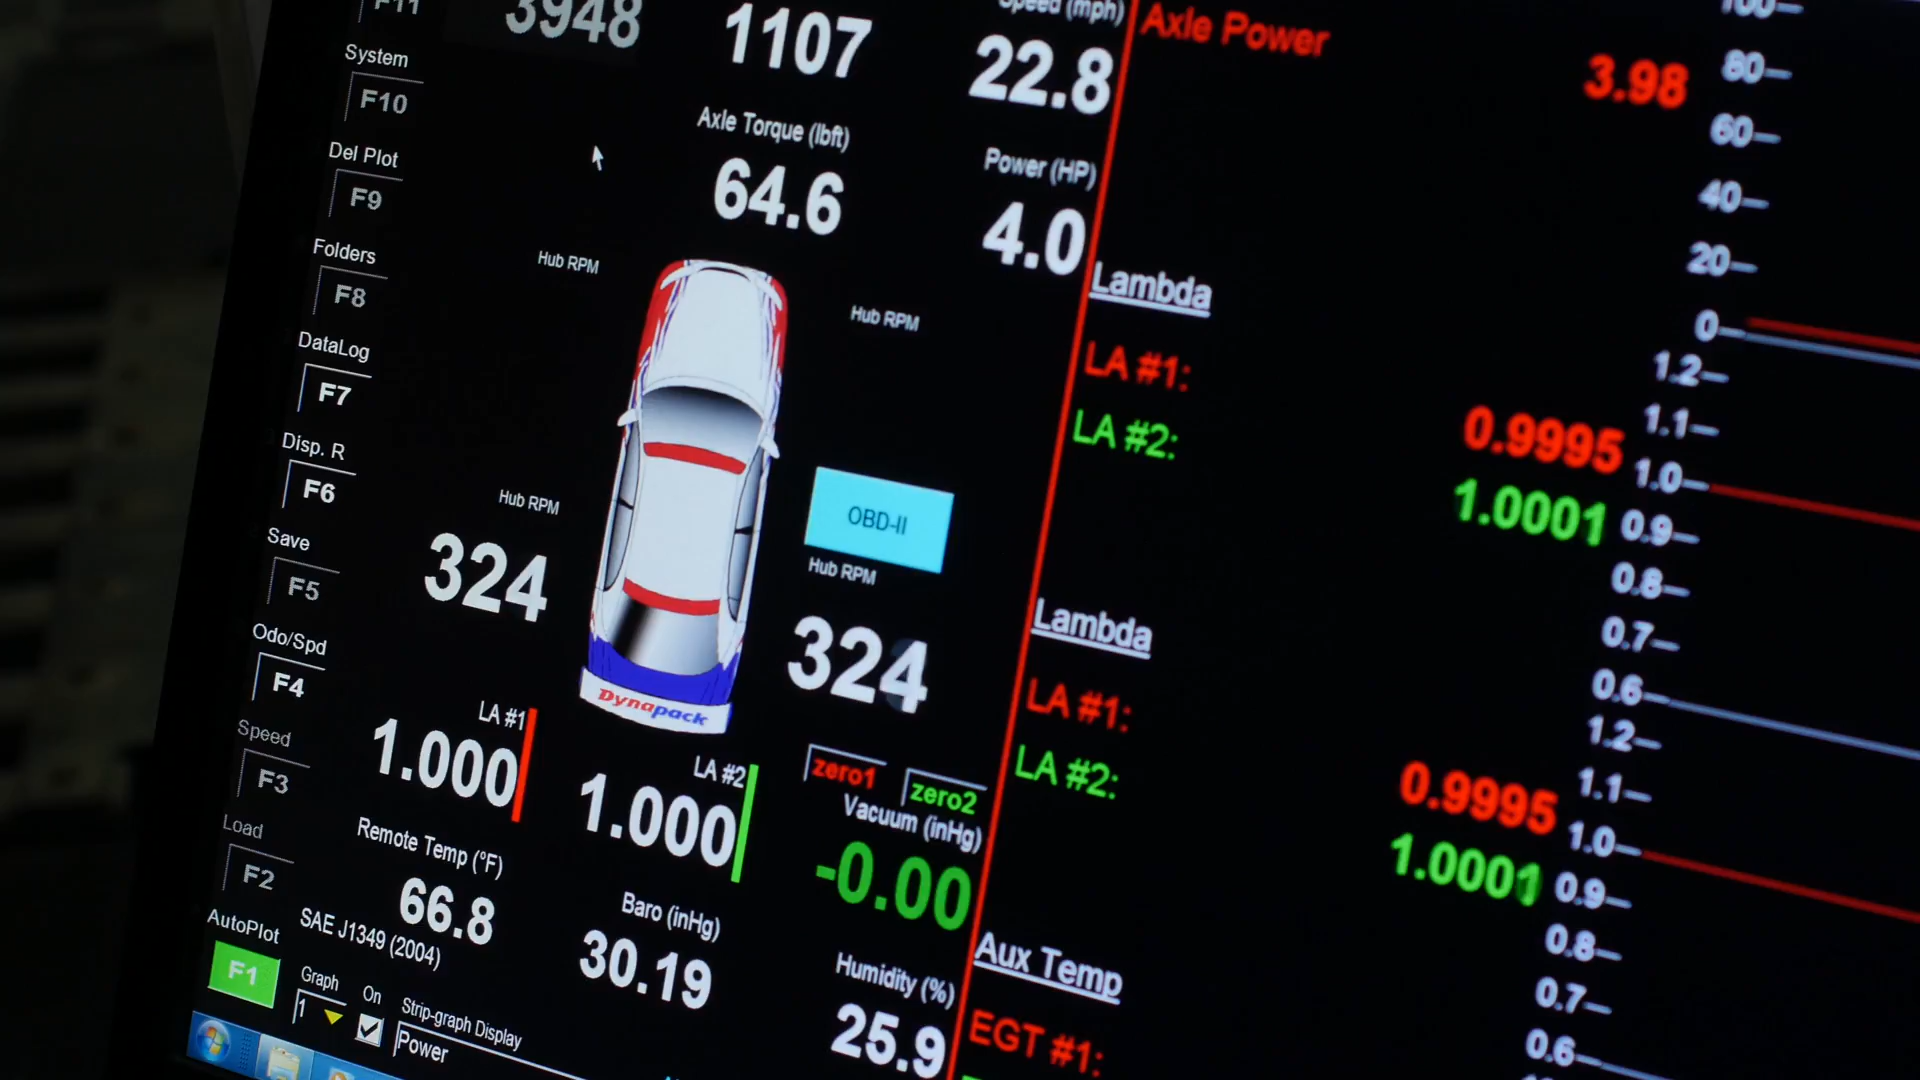 F11
3948
1107
Speed (mph)
22.8
System
F10
Axle Torque (lbft)
64.6
Power (HP)
4.0
Del Plot
F9
Folders
F8
Hub RPM
Hub RPM
DataLog
F7
Disp. R
F6
Hub RPM
324
OBD-II
Hub RPM
324
Save
F5
Odo/Spd
F4
Dynapack
Speed
F3
LA #1
1.000
LA #2
1.000
zero1
zero2
Vacuum (inHg)
-0.00
Load
F2
Remote Temp (°F)
66.8
Baro (inHg)
30.19
Humidity (%)
25.9
AutoPlot
F1
SAE J1349 (2004)
Graph
1
On
Strip-graph Display
Power
Axle Power
3.98
100
80
60
40
20
0
Lambda
LA #1:
LA #2:
0.9995
1.0001
1.2
1.1
1.0
0.9
0.8
0.7
0.6
Lambda
LA #1:
LA #2:
0.9995
1.0001
1.2
1.1
1.0
0.9
0.8
0.7
0.6
Aux Temp
EGT #1: